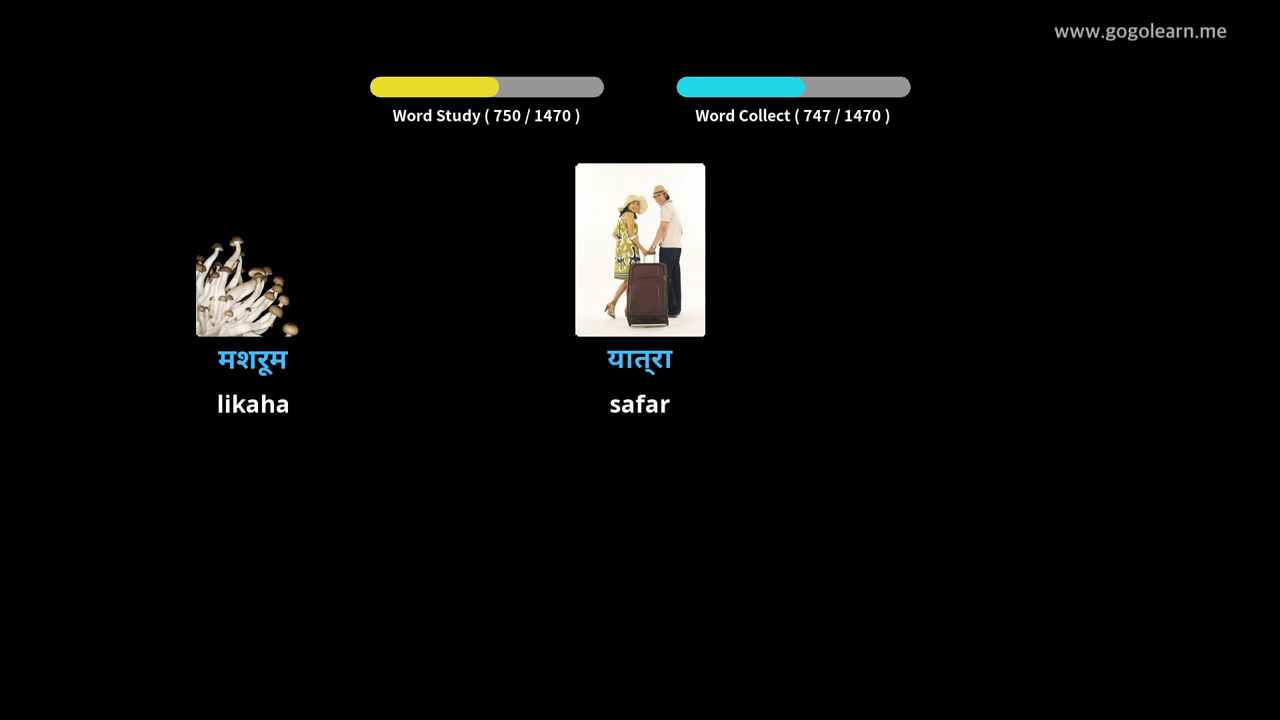 www.gogolearn.me
Word Study ( 750 / 1470 )
Word Collect ( 747 / 1470 )
मशरूम
likaha
यात्रा
safar